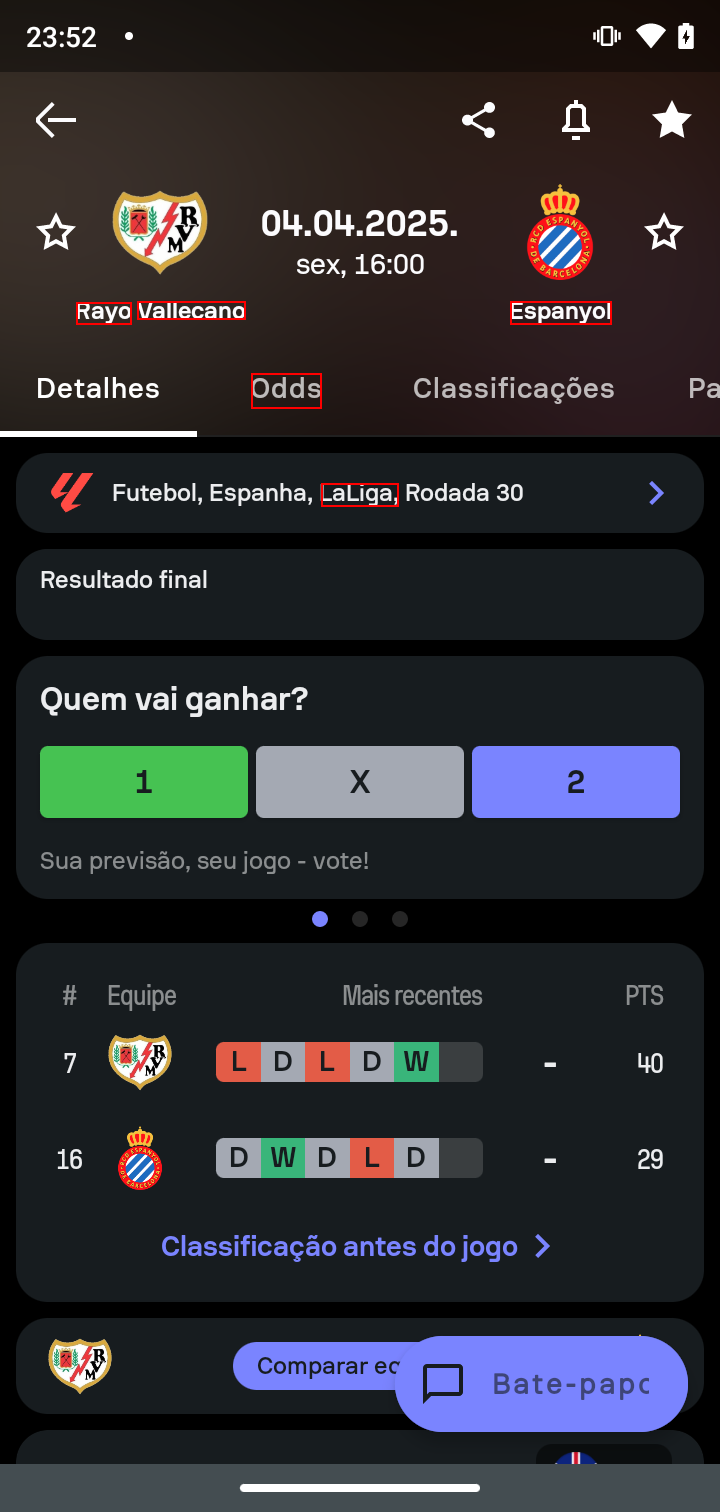 23:52
04.04.2025.
sex, 16:00
Rayo Vallecano
Espanyol
Detalhes Odds Classificações Pa
Futebol, Espanha, LaLiga, Rodada 30
Resultado final
Quem vai ganhar?
1 X 2
Sua previsão, seu jogo - vote!
# Equipe Mais recentes PTS
7 L D L D W - 40
16 D W D L D - 29
Classificação antes do jogo
Comparar eq
Bate-papo